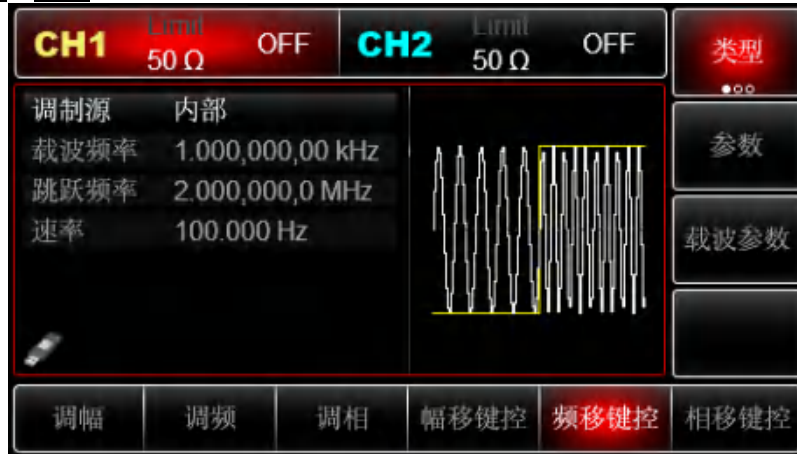 CH1 Limit 50 Ω OFF CH2 Limit 50 Ω OFF
类型
调制源 内部
载波频率 1.000,000,00 kHz
跳跃频率 2.000,000,0 MHz
速率 100.000 Hz
参数
载波参数
调幅 调频 调相 幅移键控 频移键控 相移键控